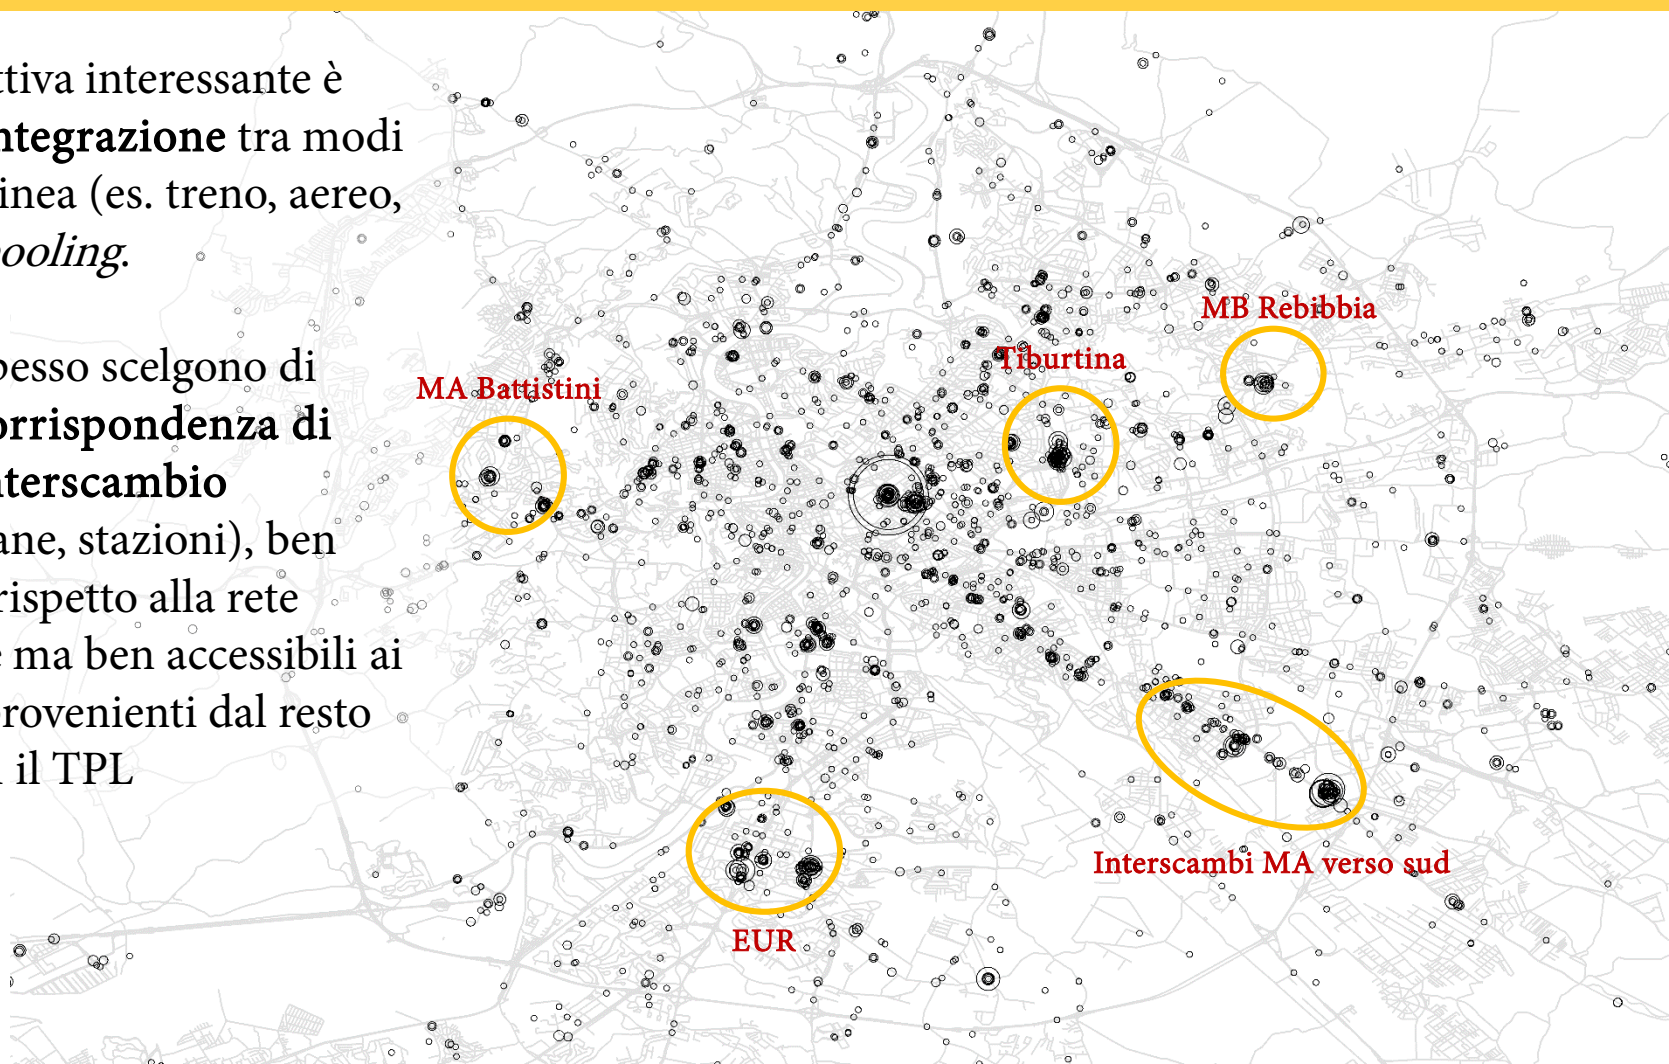 ttiva interessante è
ntegrazione tra modi
inea (es. treno, aereo,
ooling.
pesso scelgono di
orrispondenza di
nterscambio
ane, stazioni), ben
rispetto alla rete
e ma ben accessibili ai
provenienti dal resto
il TPL
MA Battistini
Tiburtina
MB Rebibbia
Interscambi MA verso sud
EUR